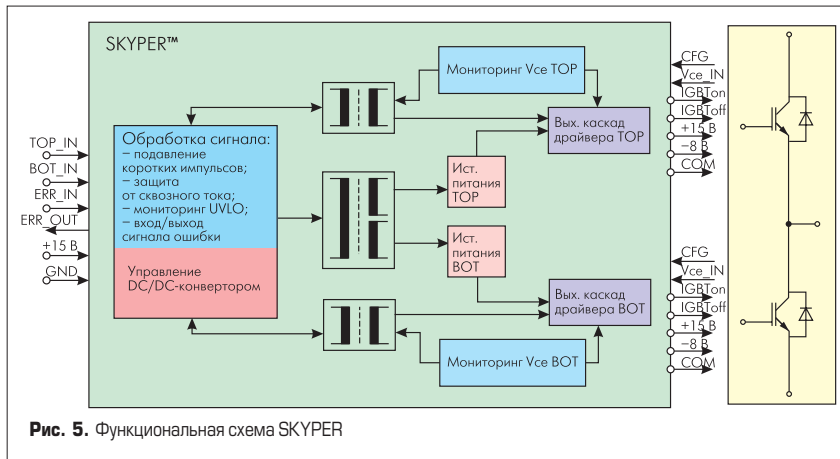 SKYPER™
TOP_IN
BOT_IN
ERR_IN
ERR_OUT
+15 В
GND
Обработка сигнала:
– подавление
коротких импульсов;
– защита
от сквозного тока;
– мониторинг UVLO;
– вход/выход
сигнала ошибки
Управление
DC/DC-конвертором
Мониторинг Vce TOP
Вых. каскад
драйвера TOP
Ист.
питания
TOP
Ист.
питания
BOT
Вых. каскад
драйвера BOT
Мониторинг Vce BOT
CFG
Vce_IN
IGBTon
IGBToff
+15 В
–8 В
COM
CFG
Vce_IN
IGBTon
IGBToff
+15 В
–8 В
COM
Рис. 5. Функциональная схема SKYPER